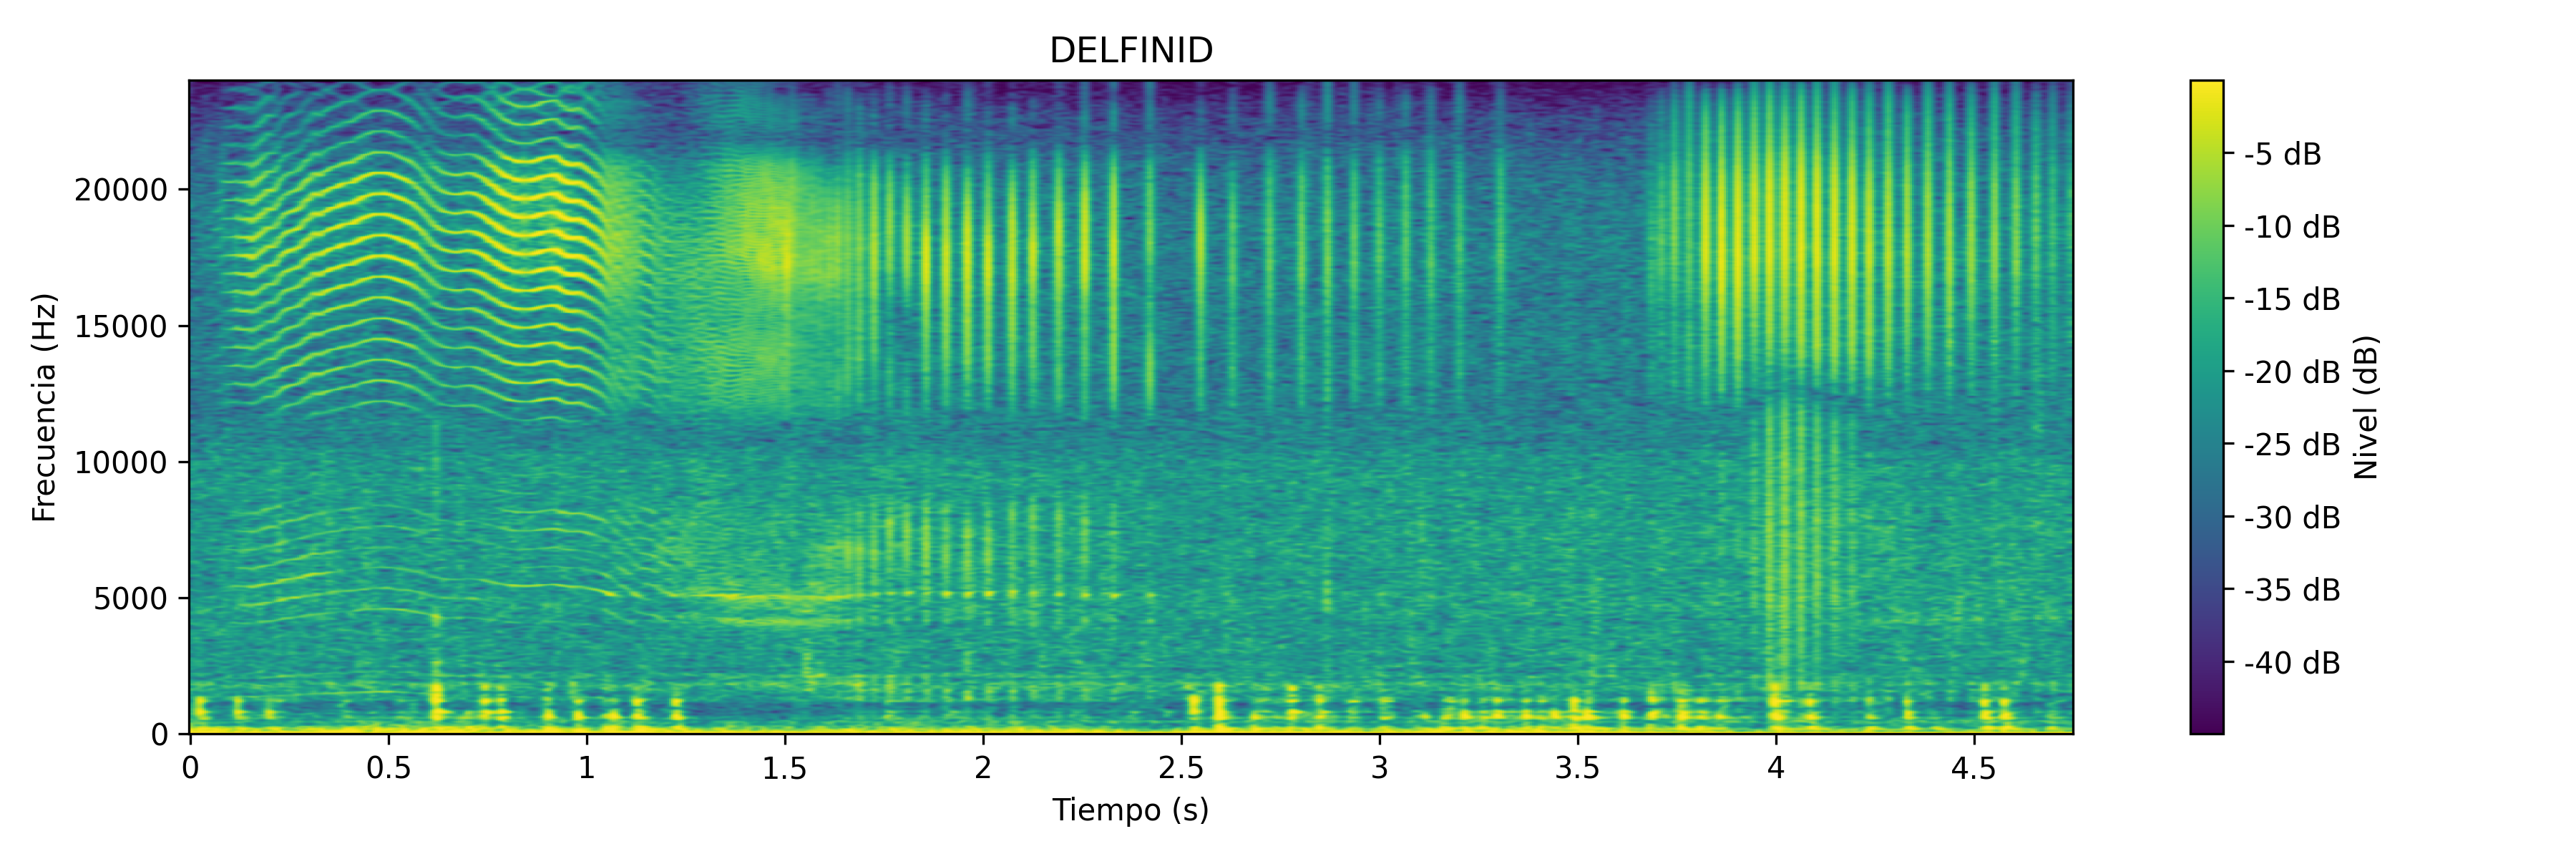 DELFINID
Frecuencia (Hz)
20000
15000
10000
5000
0
0 0.5 1 1.5 2 2.5 3 3.5 4 4.5
Tiempo (s)
-5 dB
-10 dB
-15 dB
-20 dB
-25 dB
-30 dB
-35 dB
-40 dB
Nivel (dB)